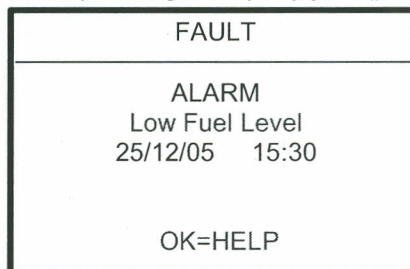 FAULT
ALARM
Low Fuel Level
25/12/05 15:30
OK=HELP